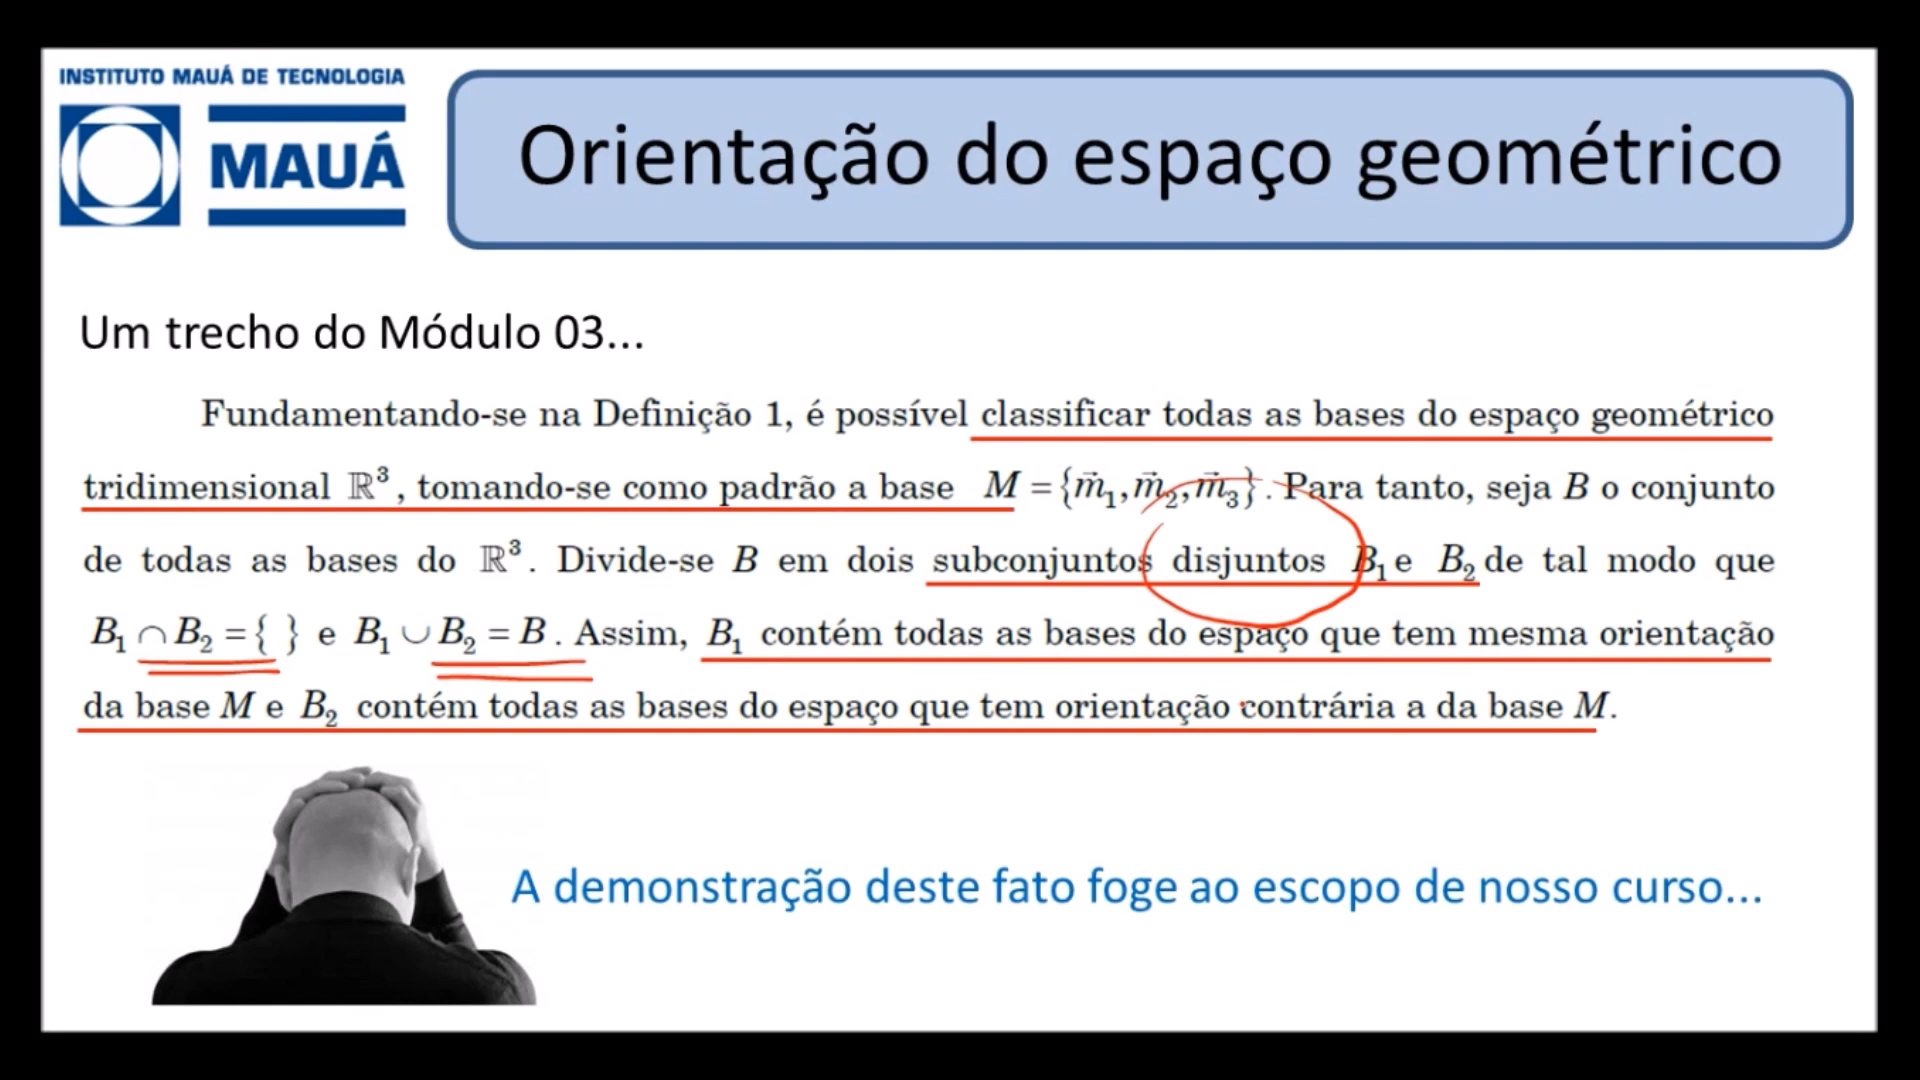 INSTITUTO MAUÁ DE TECNOLOGIA
MAUÁ
Orientação do espaço geométrico
Um trecho do Módulo 03...
Fundamentando-se na Definição 1, é possível classificar todas as bases do espaço geométrico
tridimensional ℝ³, tomando-se como padrão a base M = {m⃗₁, m⃗₂, m⃗₃}. Para tanto, seja B o conjunto
de todas as bases do ℝ³. Divide-se B em dois subconjuntos disjuntos B₁ e B₂ de tal modo que
B₁ ∩ B₂ = { } e B₁ ∪ B₂ = B. Assim, B₁ contém todas as bases do espaço que tem mesma orientação
da base M e B₂ contém todas as bases do espaço que tem orientação contrária a da base M.
A demonstração deste fato foge ao escopo de nosso curso...